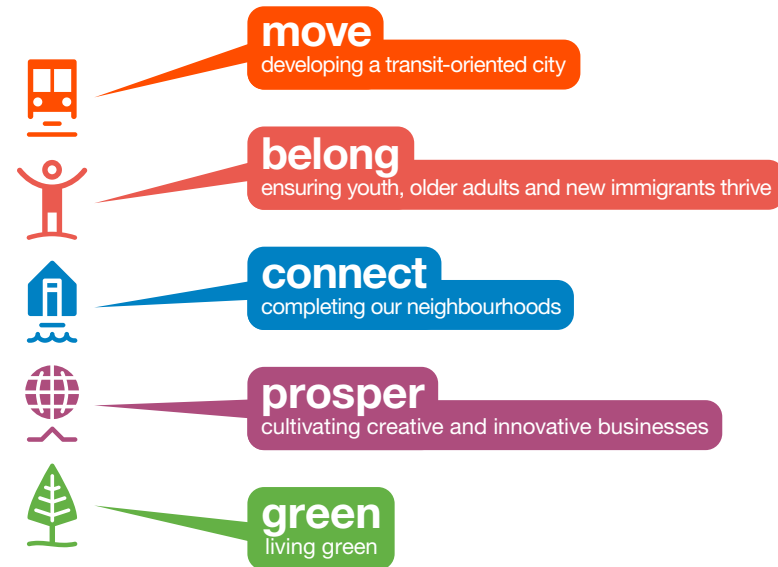 move
developing a transit-oriented city
belong
ensuring youth, older adults and new immigrants thrive
connect
completing our neighbourhoods
prosper
cultivating creative and innovative businesses
green
living green